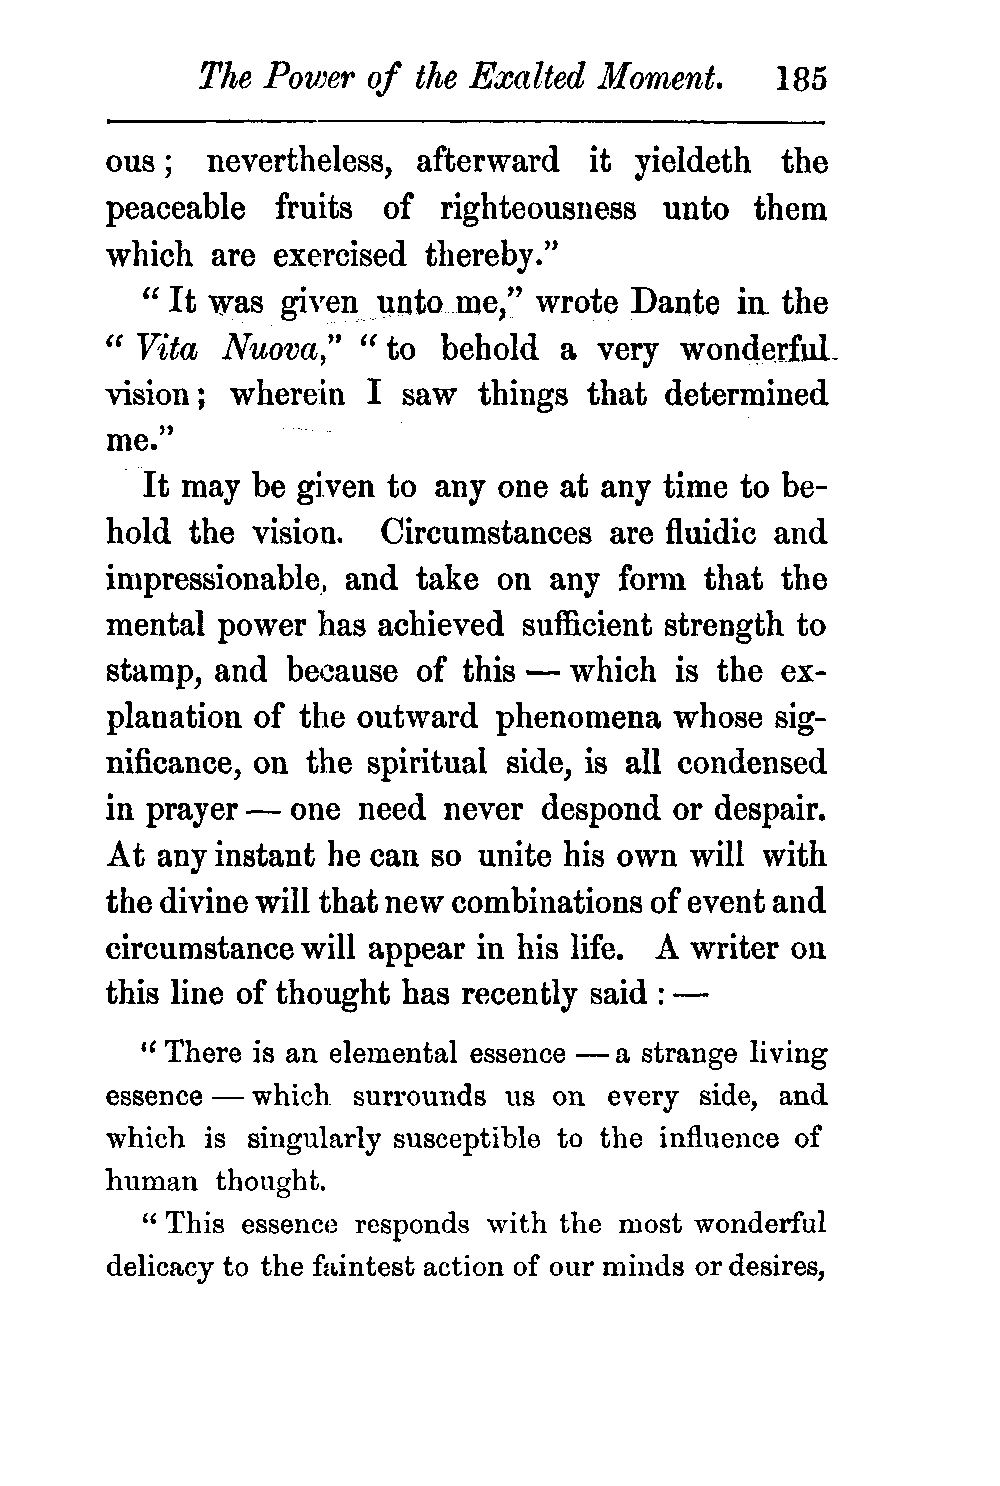 The Power of the Exalted Moment. 185
ous ; nevertheless, afterward it yieldeth the
peaceable fruits of righteousness unto them
which are exercised thereby.”
“ It was given unto me,” wrote Dante in the
“ Vita Nuova,” “ to behold a very wonderful
vision ; wherein I saw things that determined
me.”
It may be given to any one at any time to be-
hold the vision. Circumstances are fluidic and
impressionable, and take on any form that the
mental power has achieved sufficient strength to
stamp, and because of this — which is the ex-
planation of the outward phenomena whose sig-
nificance, on the spiritual side, is all condensed
in prayer — one need never despond or despair.
At any instant he can so unite his own will with
the divine will that new combinations of event and
circumstance will appear in his life. A writer on
this line of thought has recently said : —
“ There is an elemental essence — a strange living
essence — which surrounds us on every side, and
which is singularly susceptible to the influence of
human thought.
“ This essence responds with the most wonderful
delicacy to the faintest action of our minds or desires,